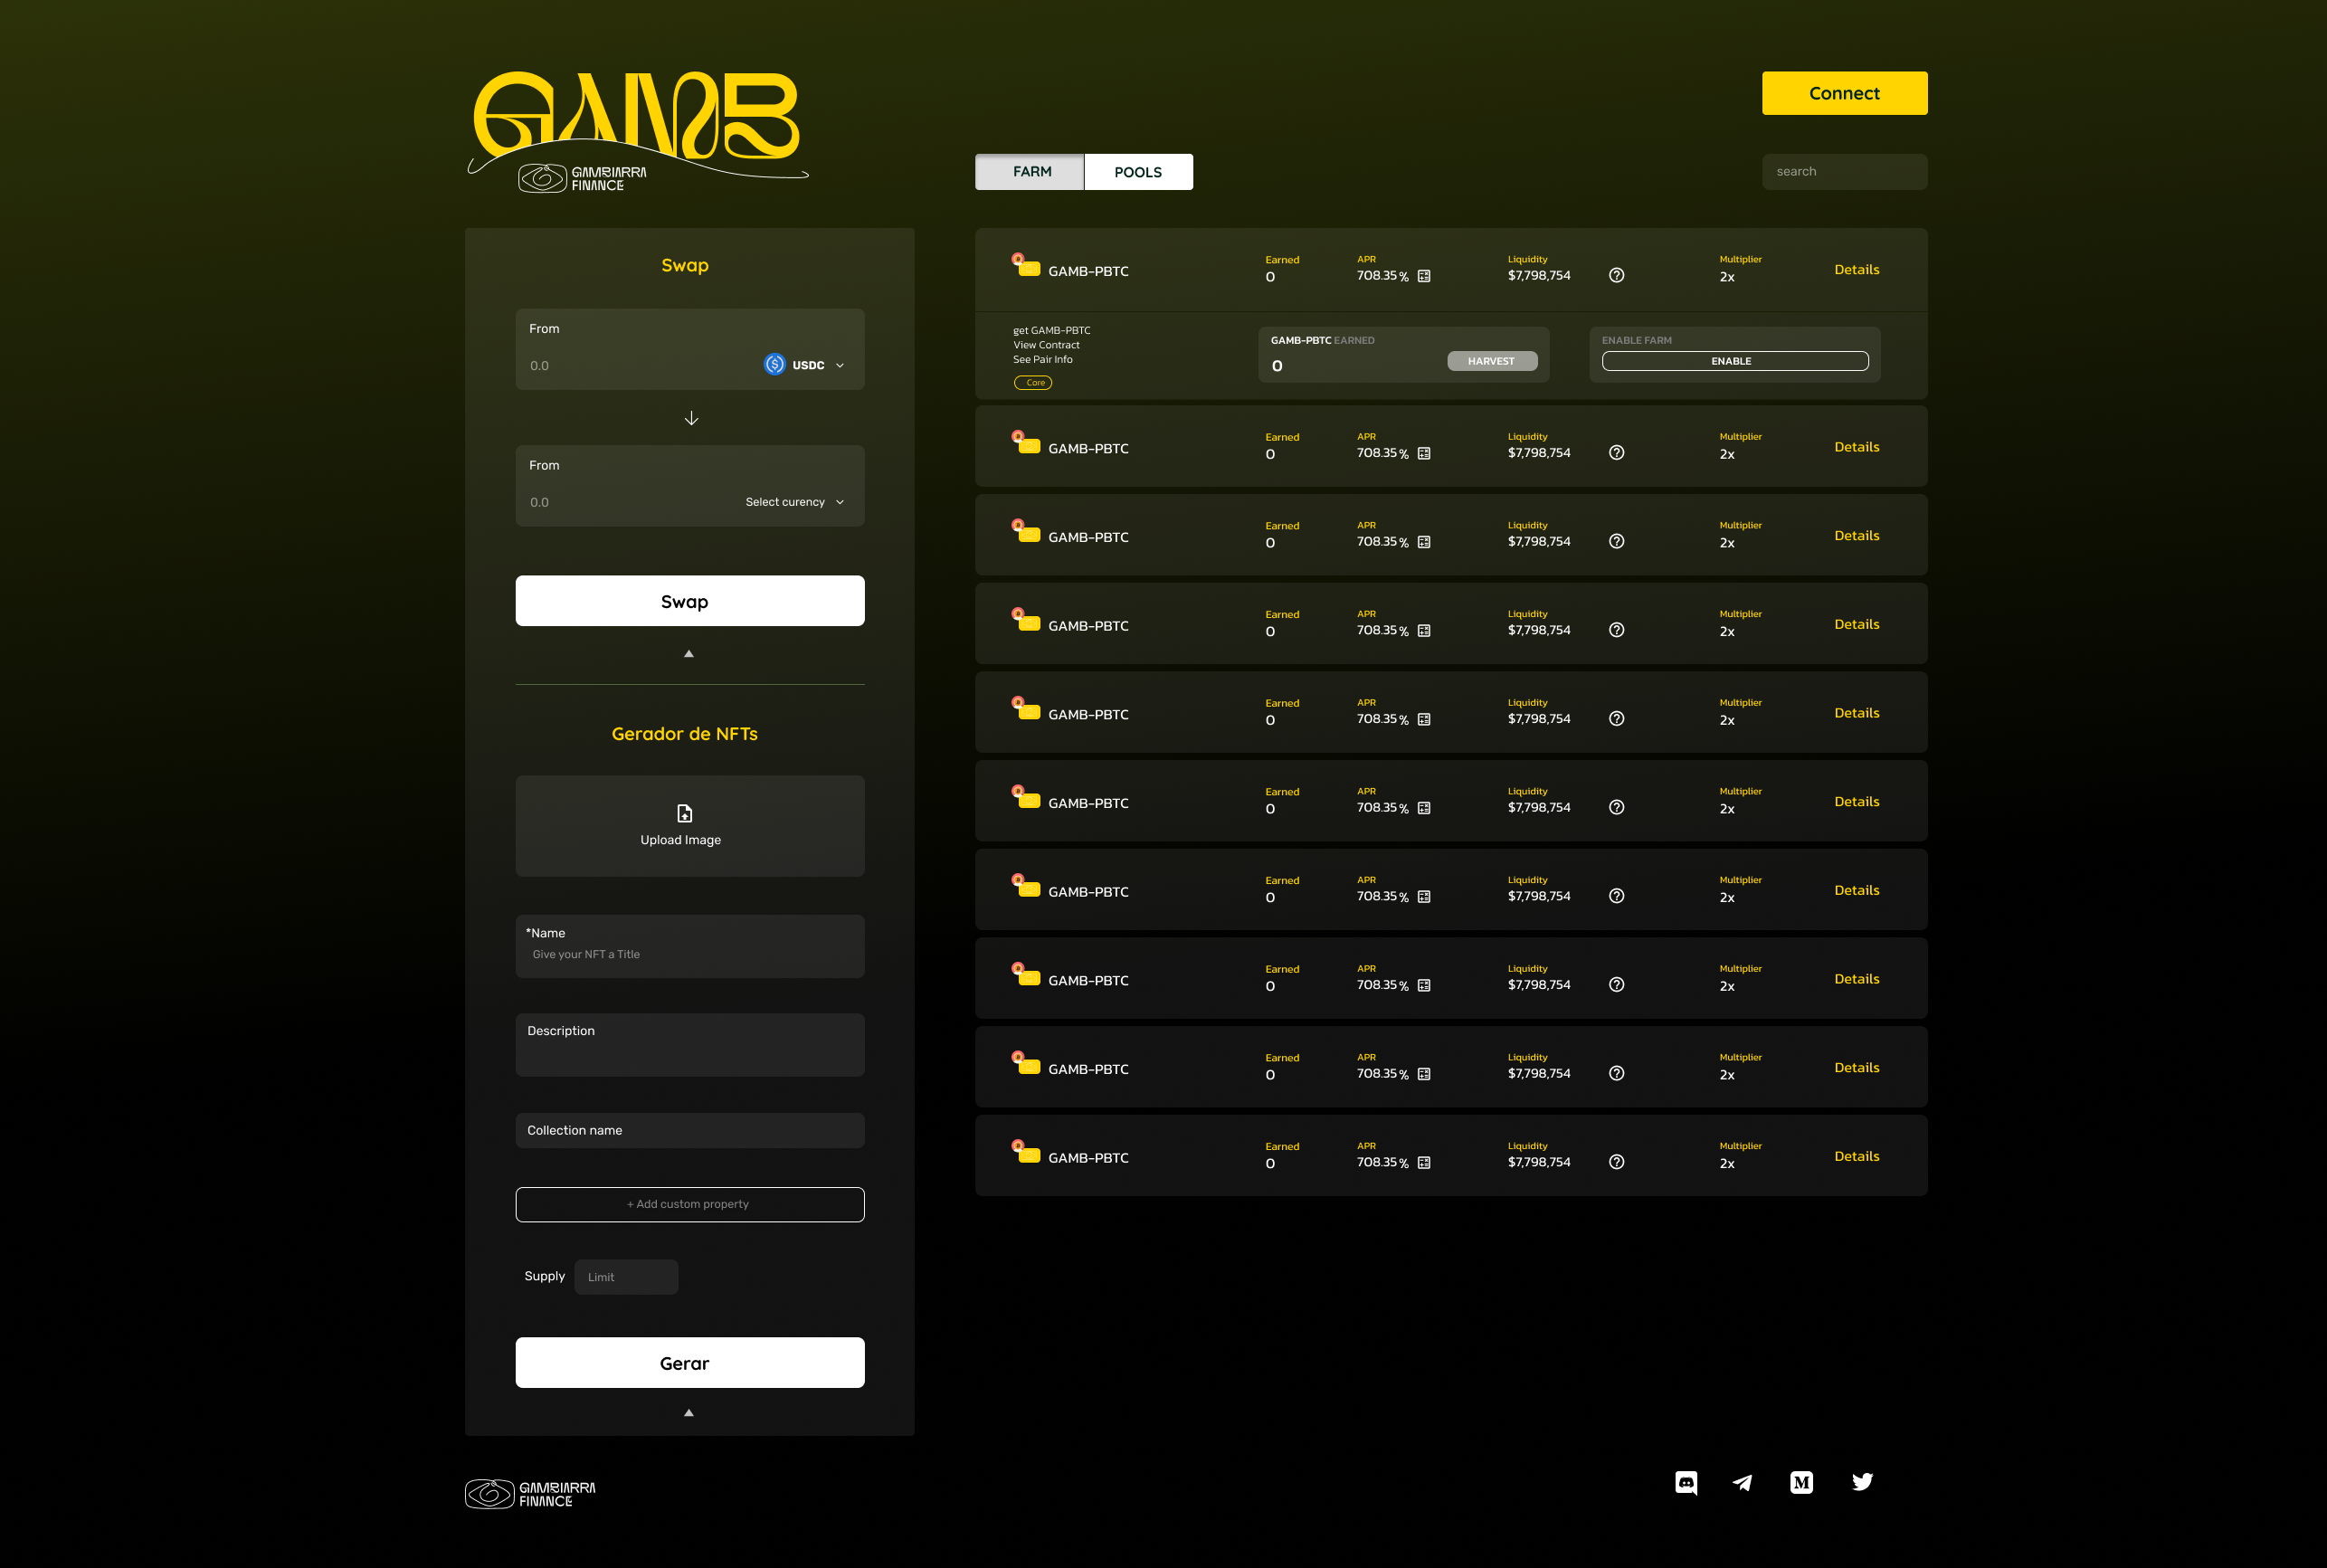 GAMB
GAMBIARRA
FINANCE
Connect
FARM
POOLS
search
Swap
From
0.0
USDC
From
0.0
Select curency
Swap
Gerador de NFTs
Upload Image
*Name
Give your NFT a Title
Description
Collection name
+ Add custom property
Supply
Limit
Gerar
GAMB-PBTC
Earned
0
APR
708.35%
Liquidity
$7,798,754
Multiplier
2x
Details
get GAMB-PBTC
View Contract
See Pair Info
Core
GAMB-PBTC EARNED
0
HARVEST
ENABLE FARM
ENABLE
GAMB-PBTC
Earned
0
APR
708.35%
Liquidity
$7,798,754
Multiplier
2x
Details
GAMB-PBTC
Earned
0
APR
708.35%
Liquidity
$7,798,754
Multiplier
2x
Details
GAMB-PBTC
Earned
0
APR
708.35%
Liquidity
$7,798,754
Multiplier
2x
Details
GAMB-PBTC
Earned
0
APR
708.35%
Liquidity
$7,798,754
Multiplier
2x
Details
GAMB-PBTC
Earned
0
APR
708.35%
Liquidity
$7,798,754
Multiplier
2x
Details
GAMB-PBTC
Earned
0
APR
708.35%
Liquidity
$7,798,754
Multiplier
2x
Details
GAMB-PBTC
Earned
0
APR
708.35%
Liquidity
$7,798,754
Multiplier
2x
Details
GAMB-PBTC
Earned
0
APR
708.35%
Liquidity
$7,798,754
Multiplier
2x
Details
GAMB-PBTC
Earned
0
APR
708.35%
Liquidity
$7,798,754
Multiplier
2x
Details
GAMBIARRA
FINANCE